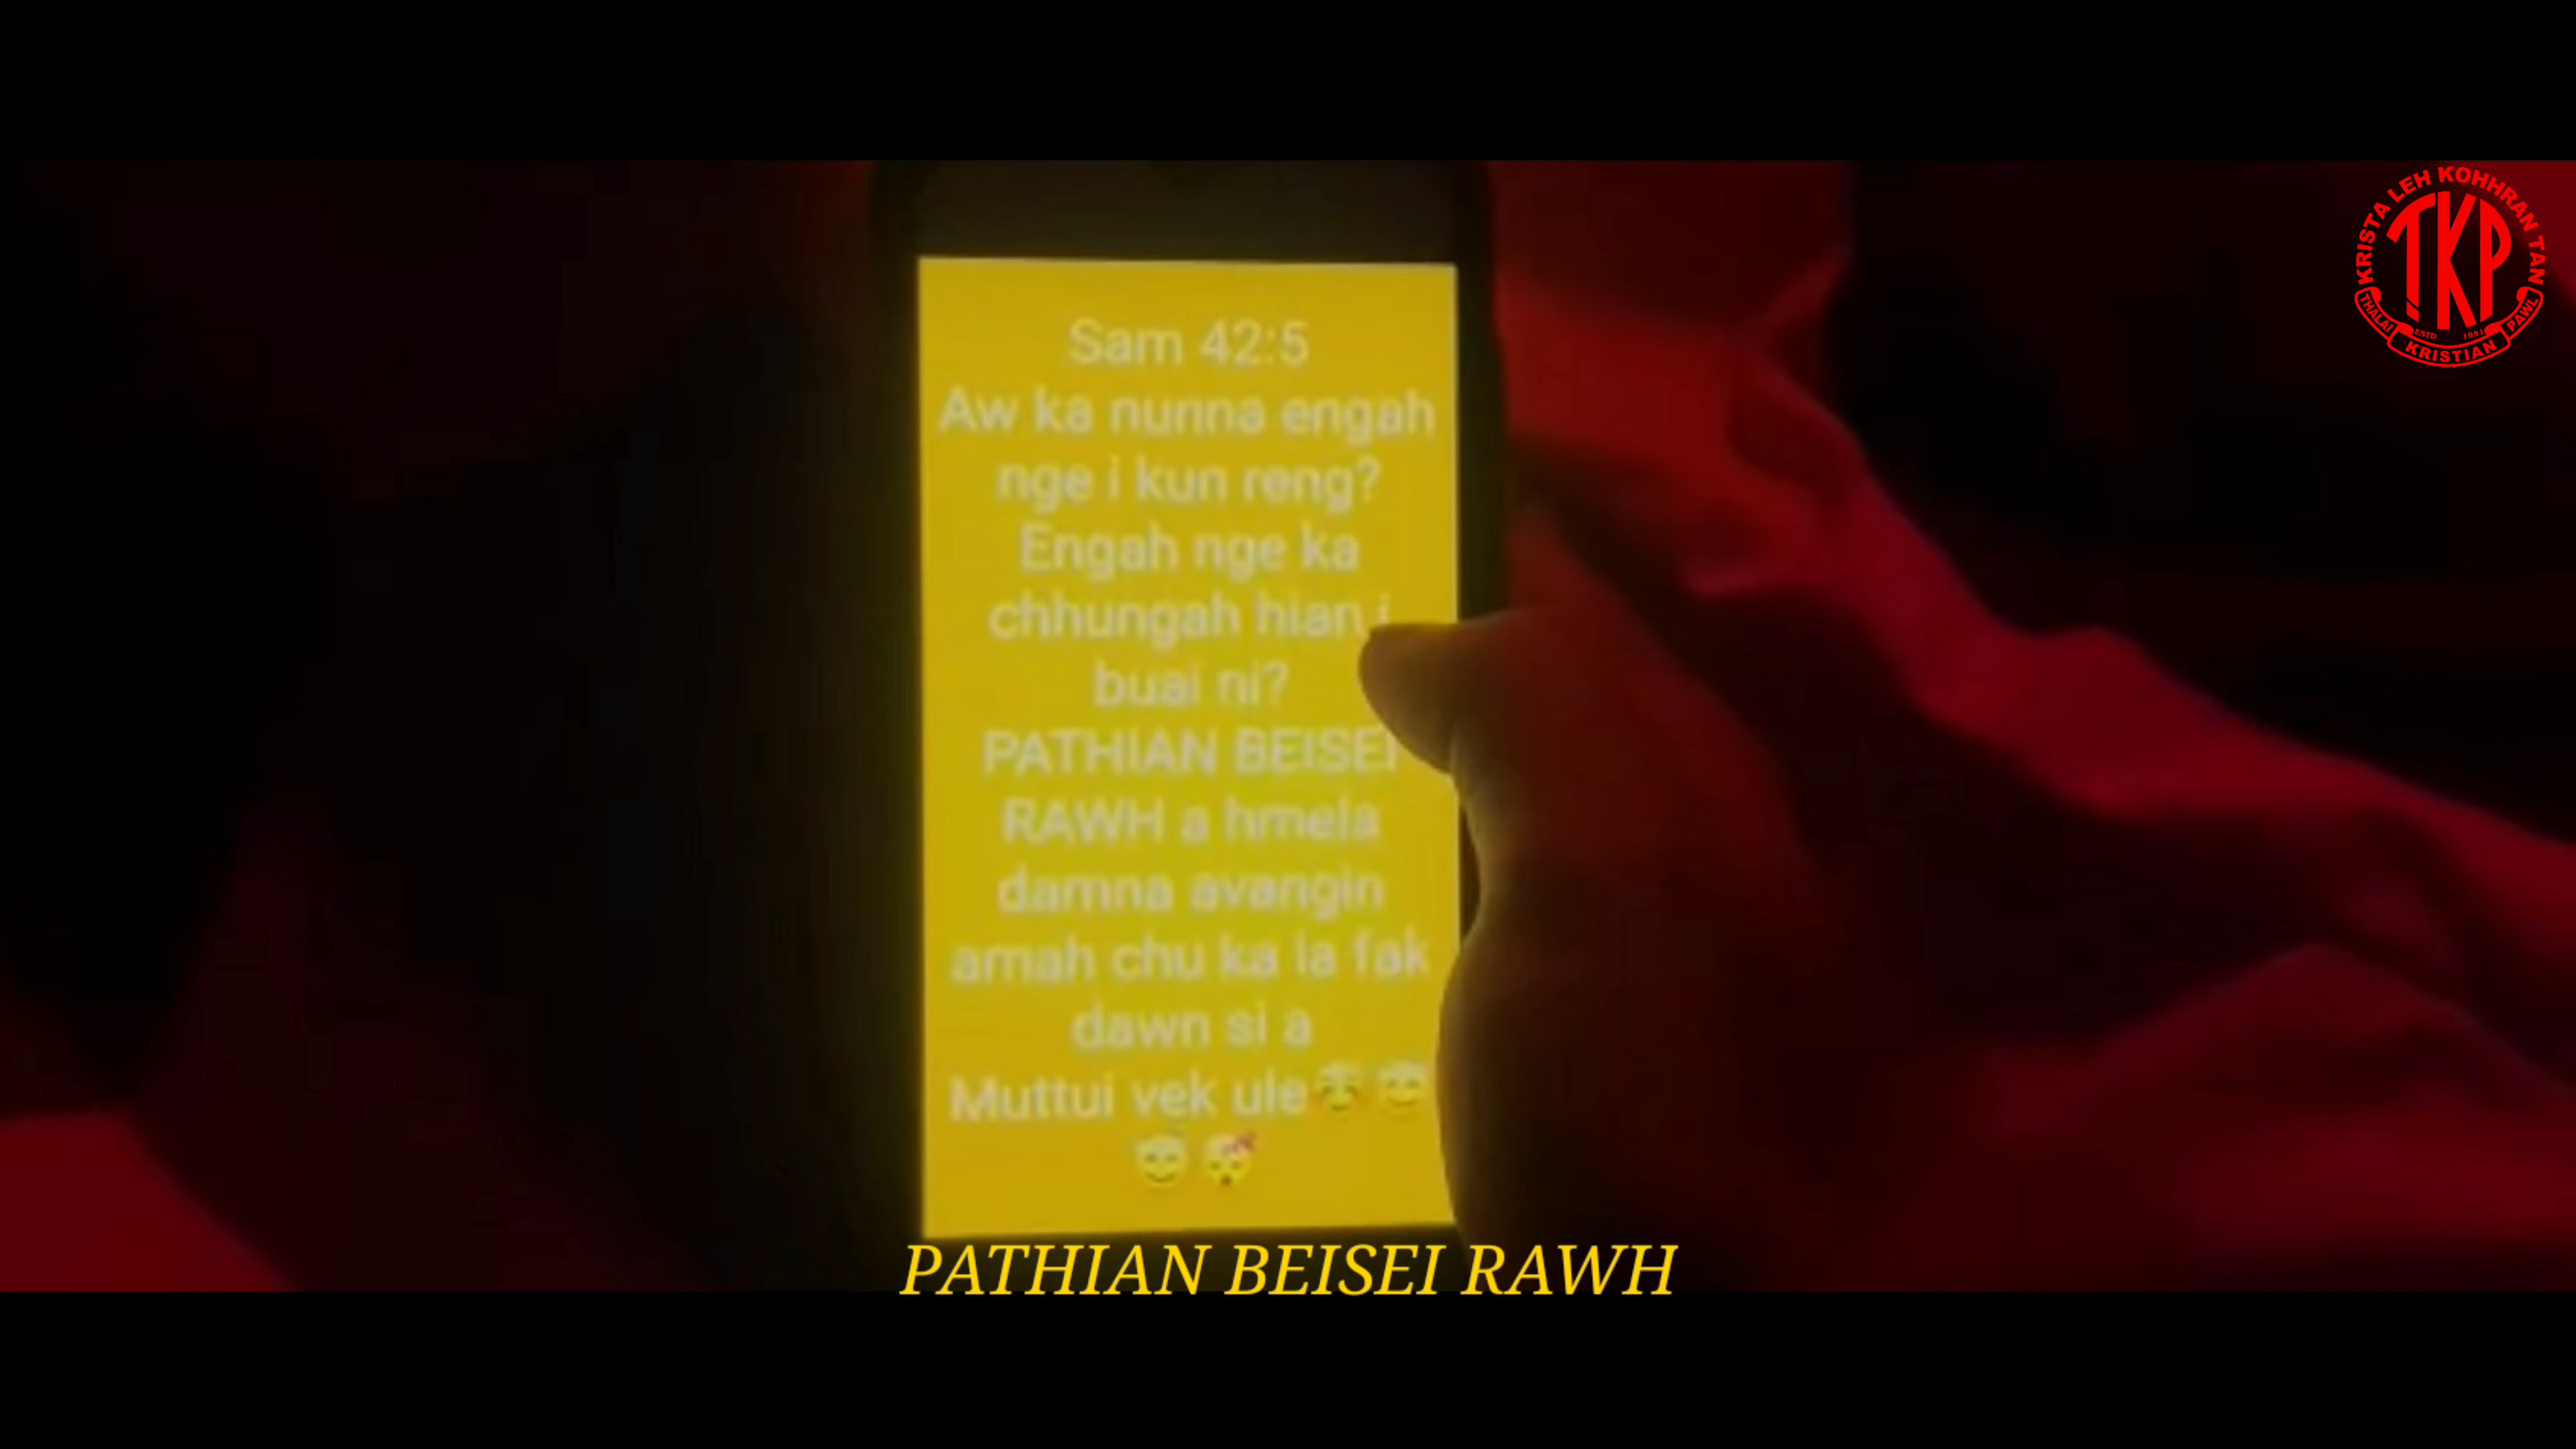 KRISTA LEH KOHHRAN TAN
TKP
THALAI
ESTD 1951
PAWL
KRISTIAN
Sam 42:5
Aw ka nunna engah
nge i kun reng?
Engah nge ka
chhungah hian i
buai ni?
PATHIAN BEISEI
RAWH a hmela
damna avangin
amah chu ka la fak
dawn si a
Muttui vek ule😭😇
😇😴
PATHIAN BEISEI RAWH